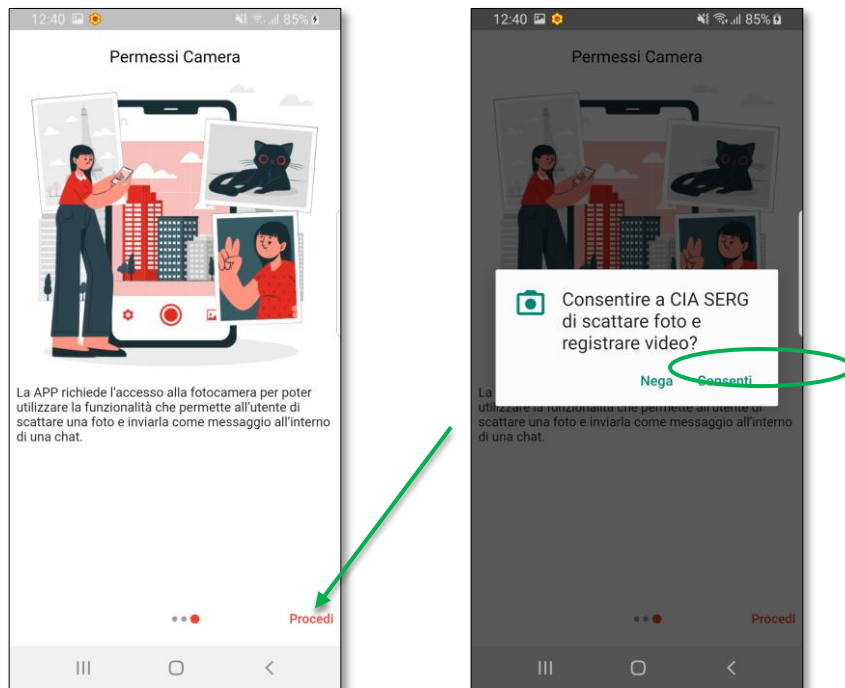 12:40 85%
Permessi Camera
La APP richiede l'accesso alla fotocamera per poter
utilizzare la funzionalità che permette all'utente di
scattare una foto e inviarla come messaggio all'interno
di una chat.
Procedi
12:40 85%
Permessi Camera
Consentire a CIA SERG
di scattare foto e
registrare video?
Nega Consenti
La
utilizzare la funzionalità che permette all'utente di
scattare una foto e inviarla come messaggio all'interno
di una chat.
Procedi